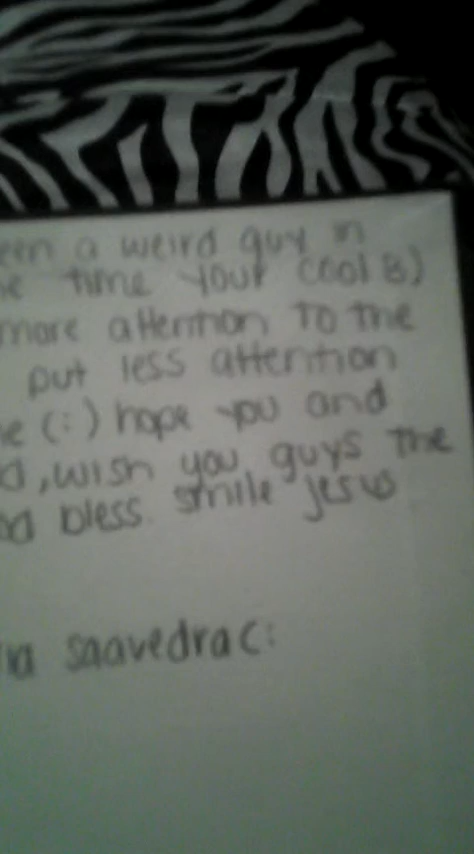 een a weird guy in
e time your cool B)
more attention to the
put less attention
e (:) hope you and
d, wish you guys the
d bless. smile jesus
ia saavedra c: